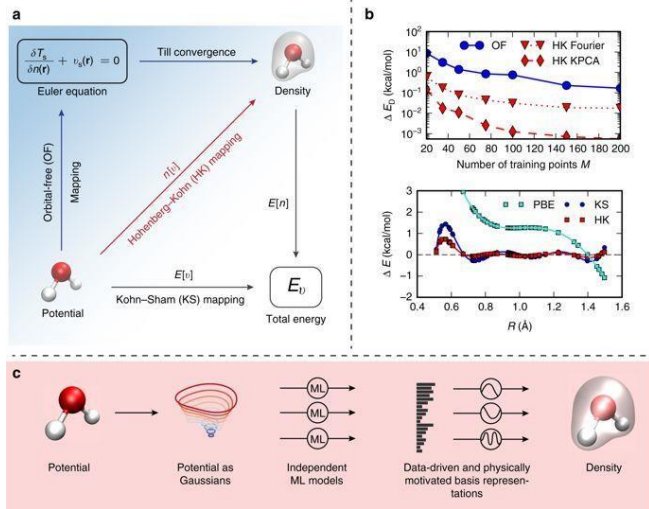 a
δTₛ/δn(r) + υₛ(r) = 0
Euler equation
Till convergence
Density
Orbital-free (OF)
Mapping
n[υ]
Hohenberg–Kohn (HK) mapping
E[n]
Potential
E[υ]
Kohn–Sham (KS) mapping
Eυ
Total energy
b
OF
HK Fourier
HK KPCA
Δ E_D (kcal/mol)
10²
10¹
10⁰
10⁻¹
10⁻²
10⁻³
20 40 60 80 100 120 140 160 180 200
Number of training points M
PBE
KS
HK
Δ E (kcal/mol)
3
2
1
0
−1
−2
0.4 0.6 0.8 1.0 1.2 1.4 1.6
R (Å)
c
ML
ML
ML
Potential
Potential as
Gaussians
Independent
ML models
Data-driven and physically
motivated basis represen-
tations
Density